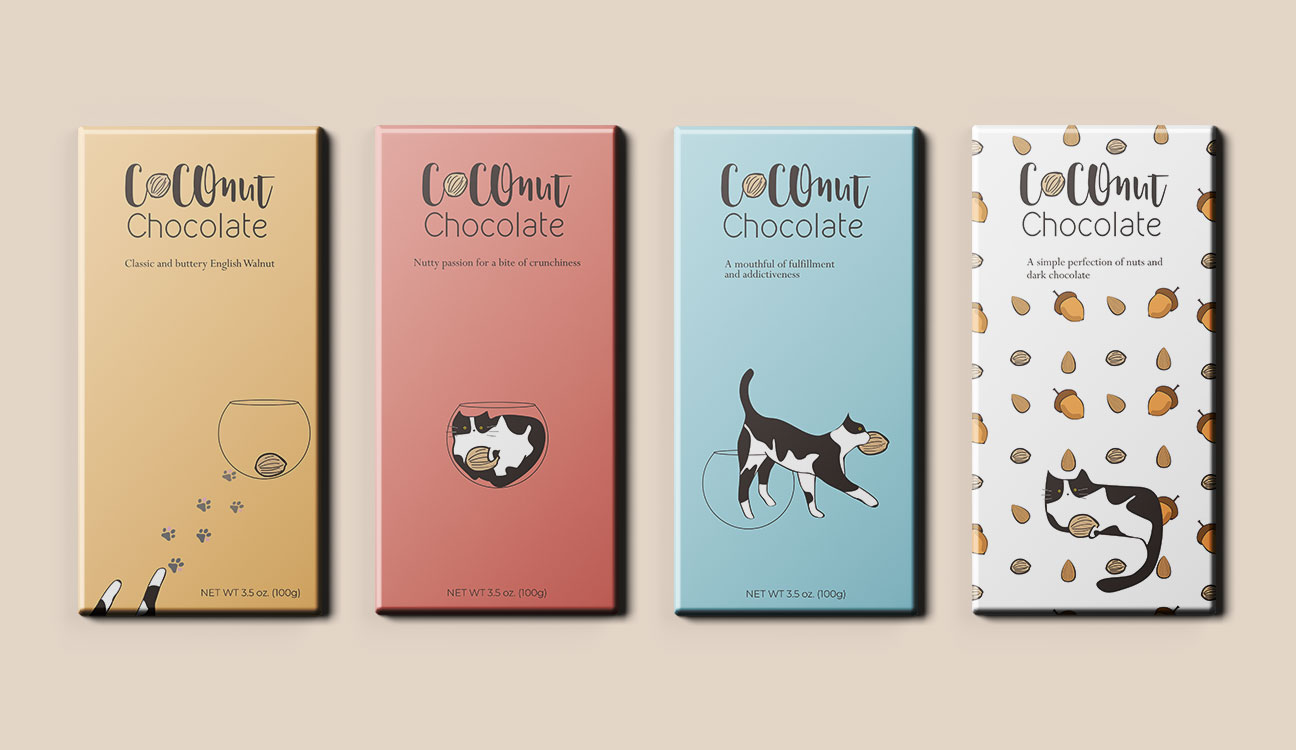 CoCOnut
Chocolate
Classic and buttery English Walnut
NET WT 3.5 oz. (100g)
CoCOnut
Chocolate
Nutty passion for a bite of crunchiness
NET WT 3.5 oz. (100g)
CoCOnut
Chocolate
A mouthful of fulfillment
and addictiveness
NET WT 3.5 oz. (100g)
CoCOnut
Chocolate
A simple perfection of nuts and
dark chocolate